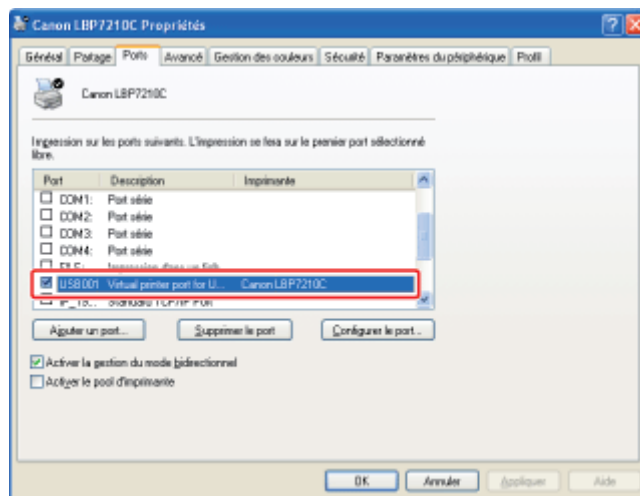 Canon LBP7210C Propriétés
Général Partage Ports Avancé Gestion des couleurs Sécurité Paramètres du périphérique Profil
Canon LBP7210C
Impression sur les ports suivants. L'impression se fera sur le premier port sélectionné
libre.
Port Description Imprimante
COM1: Port série
COM2: Port série
COM3: Port série
COM4: Port série
USB001 Virtual printer port for U... Canon LBP7210C
Ajouter un port... Supprimer le port Configurer le port...
Activer la gestion du mode bidirectionnel
Activer le pool d'imprimante
OK Annuler Appliquer Aide